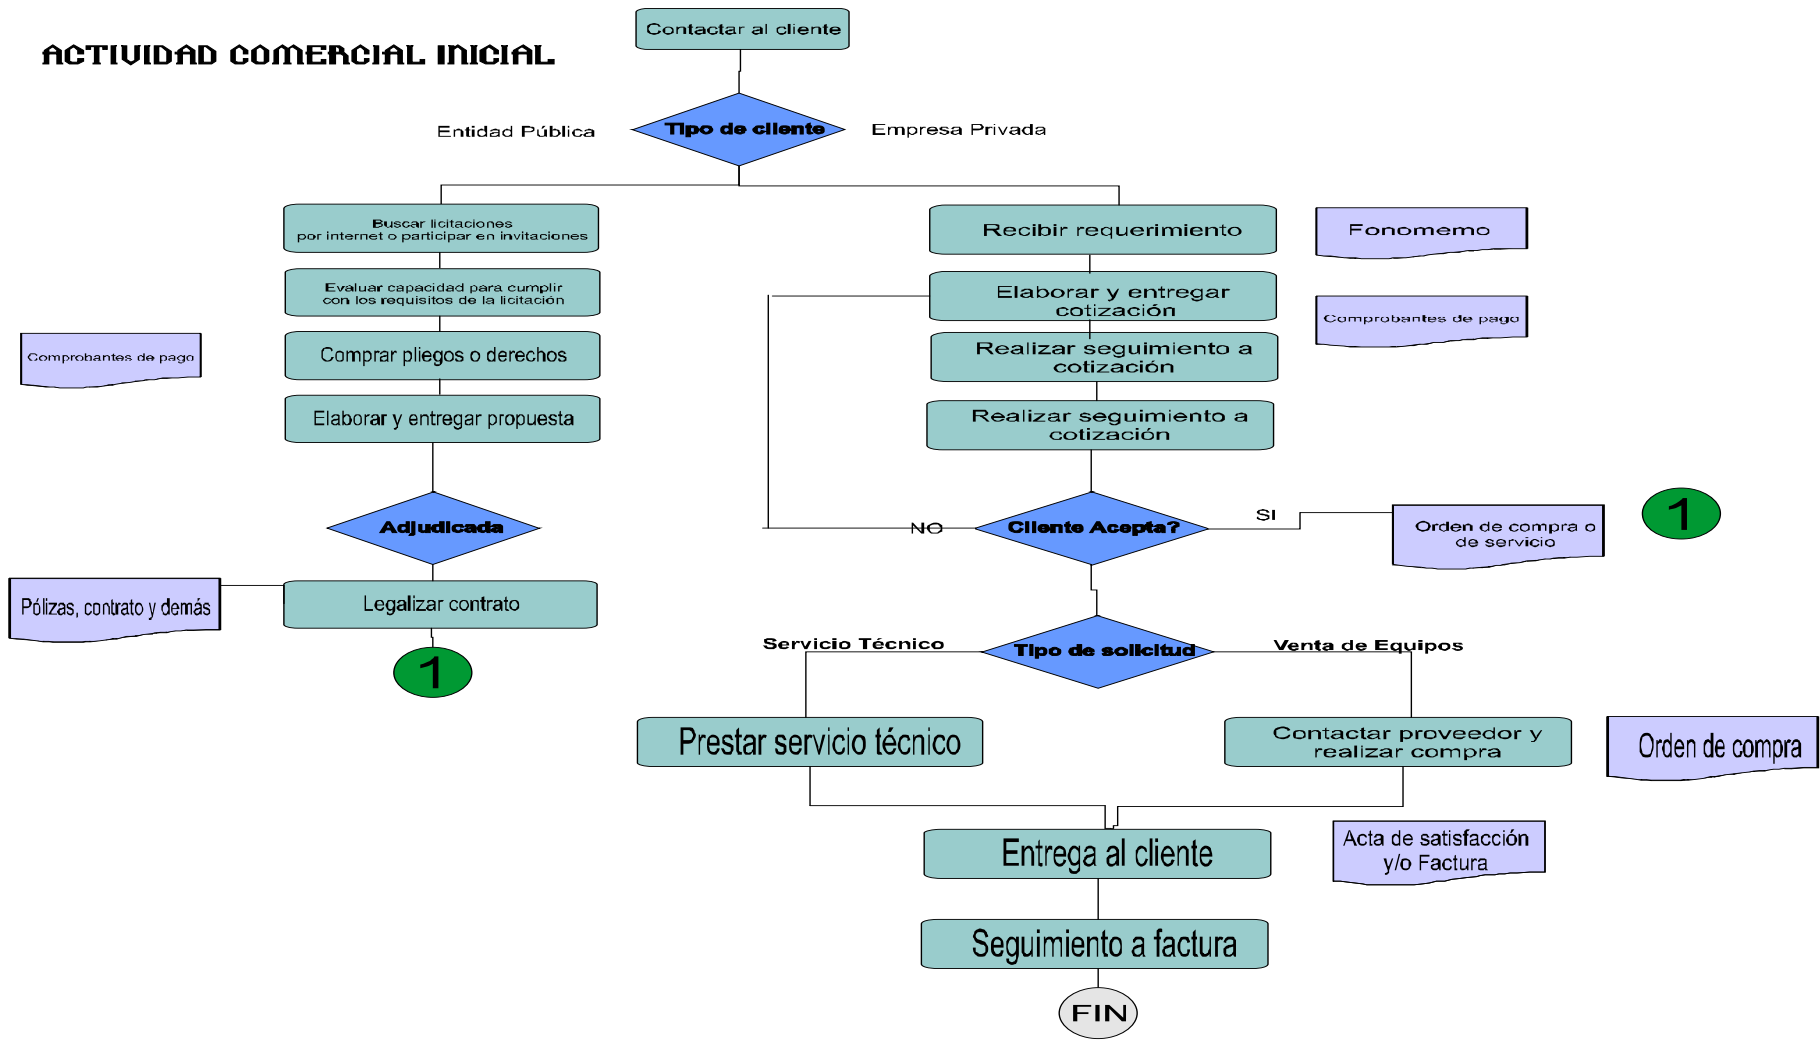 Contactar al cliente
ACTIVIDAD COMERCIAL INICIAL
Entidad Pública
Tipo de cliente
Empresa Privada
Buscar licitaciones
por internet o participar en invitaciones
Evaluar capacidad para cumplir
con los requisitos de la licitación
Comprobantes de pago
Comprar pliegos o derechos
Elaborar y entregar propuesta
Adjudicada
Pólizas, contrato y demás
Legalizar contrato
1
Recibir requerimiento
Fonomemo
Elaborar y entregar
cotización
Comprobantes de pago
Realizar seguimiento a
cotización
Realizar seguimiento a
cotización
NO
Cliente Acepta?
SI
Orden de compra o
de servicio
1
Servicio Técnico
Tipo de solicitud
Venta de Equipos
Prestar servicio técnico
Contactar proveedor y
realizar compra
Orden de compra
Entrega al cliente
Acta de satisfacción
y/o Factura
Seguimiento a factura
FIN